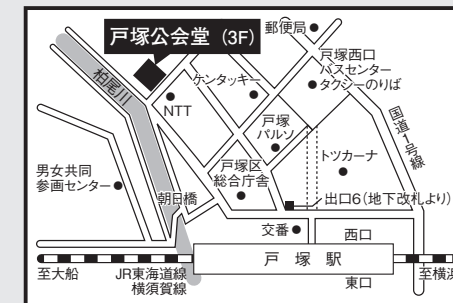 戸塚公会堂 (3F)
郵便局
戸塚西口
バスセンター
タクシーのりば
柏尾川
ケンタッキー
NTT
国道1号線
戸塚
パルソ
トツカーナ
男女共同
参画センター
戸塚区
総合庁舎
朝日橋
出口6(地下改札より)
交番
西口
戸塚駅
至大船
JR東海道線
横須賀線
東口
至横浜